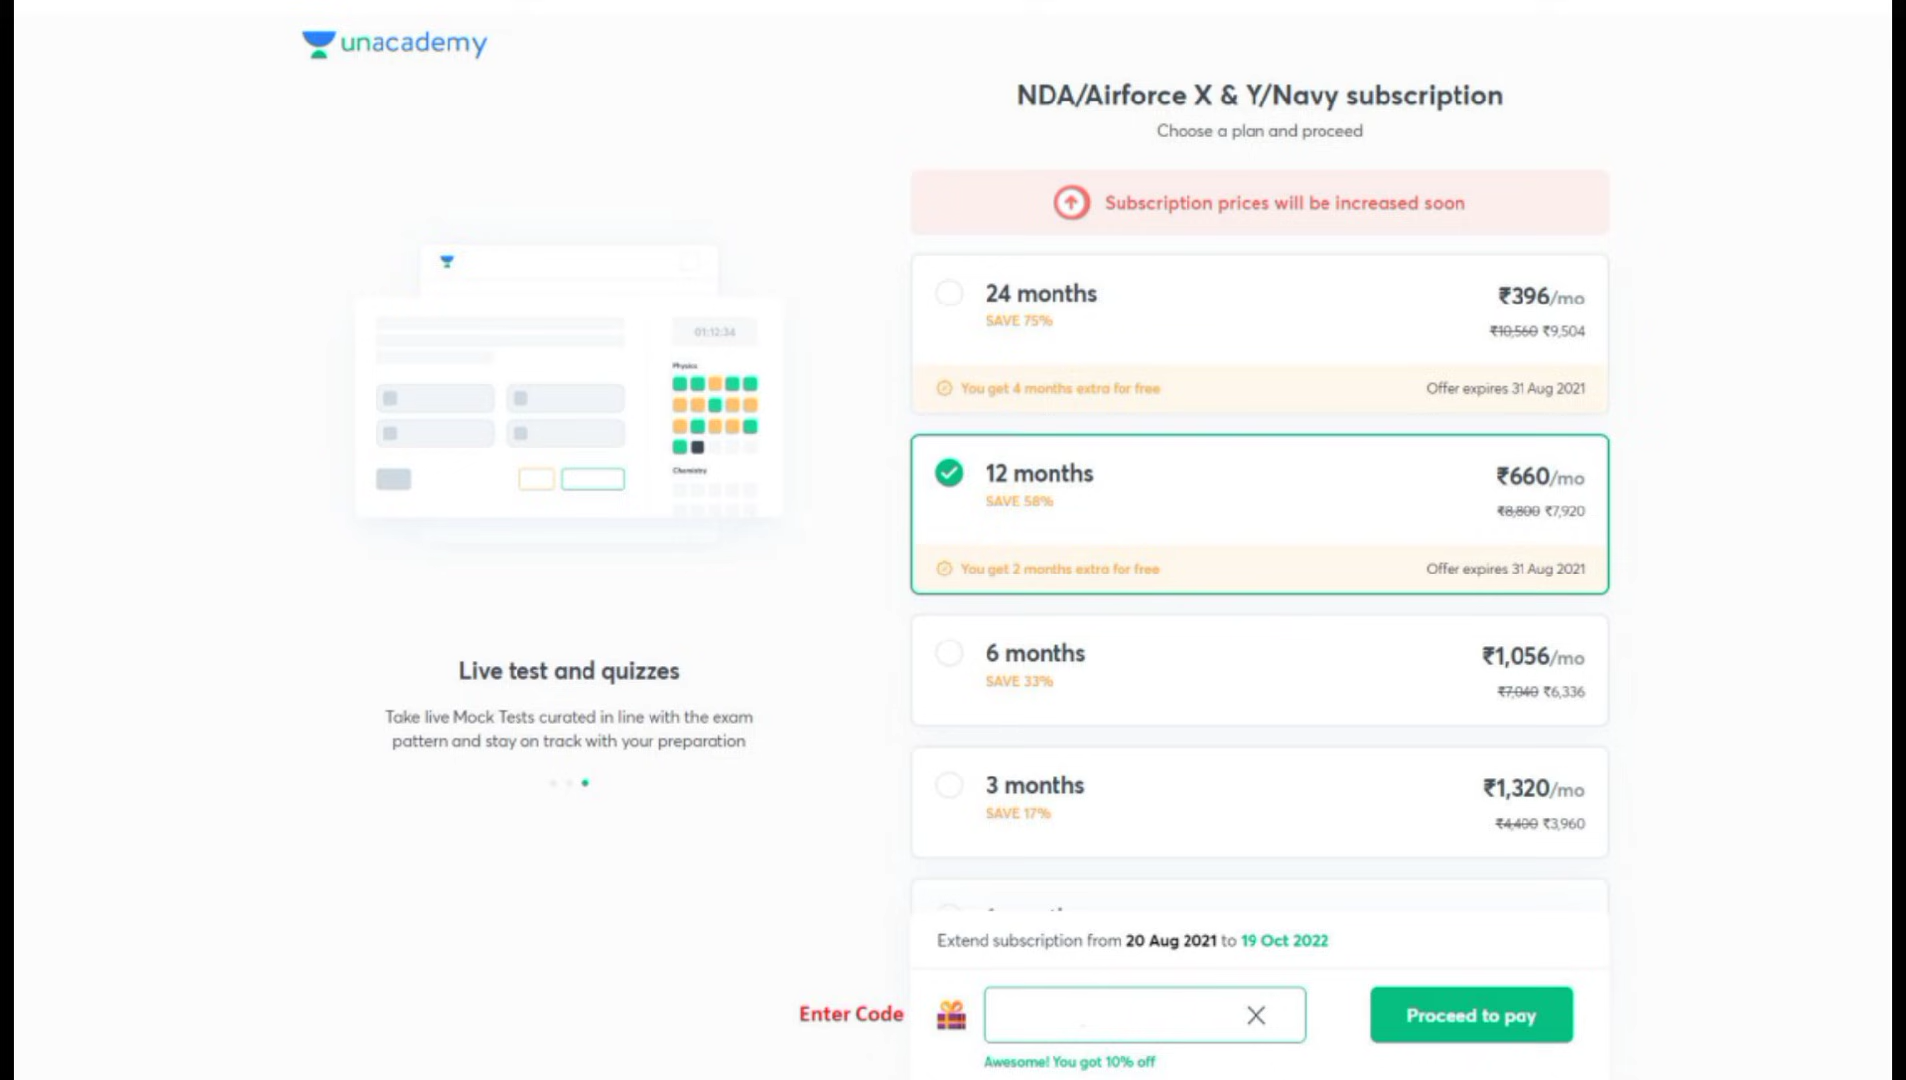 unacademy
NDA/Airforce X & Y/Navy subscription
Choose a plan and proceed
Subscription prices will be increased soon
24 months
SAVE 75%
₹396/mo
₹10,560 ₹9,504
You get 4 months extra for free
Offer expires 31 Aug 2021
12 months
SAVE 58%
₹660/mo
₹8,800 ₹7,920
You get 2 months extra for free
Offer expires 31 Aug 2021
6 months
SAVE 33%
₹1,056/mo
₹7,040 ₹6,336
3 months
SAVE 17%
₹1,320/mo
₹4,400 ₹3,960
Extend subscription from 20 Aug 2021 to 19 Oct 2022
Enter Code
Proceed to pay
Awesome! You got 10% off
01:12:34
Physics
Chemistry
Live test and quizzes
Take live Mock Tests curated in line with the exam
pattern and stay on track with your preparation